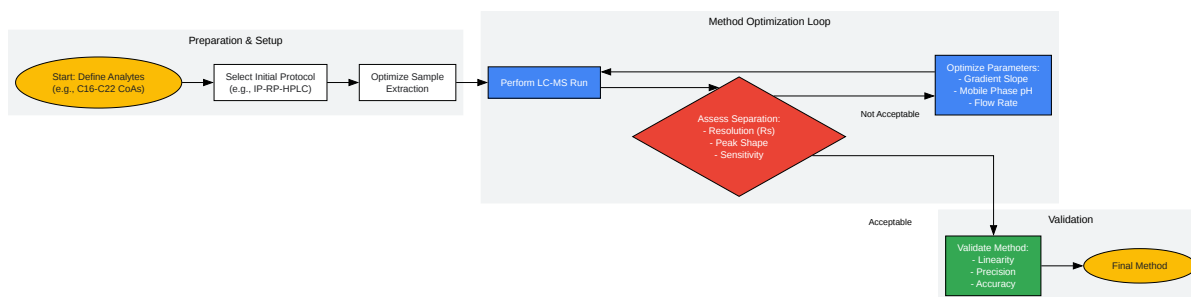 Preparation & Setup
Start: Define Analytes
(e.g., C16-C22 CoAs)
Select Initial Protocol
(e.g., IP-RP-HPLC)
Optimize Sample
Extraction
Method Optimization Loop
Perform LC-MS Run
Assess Separation:
- Resolution (Rs)
- Peak Shape
- Sensitivity
Not Acceptable
Optimize Parameters:
- Gradient Slope
- Mobile Phase pH
- Flow Rate
Acceptable
Validation
Validate Method:
- Linearity
- Precision
- Accuracy
Final Method